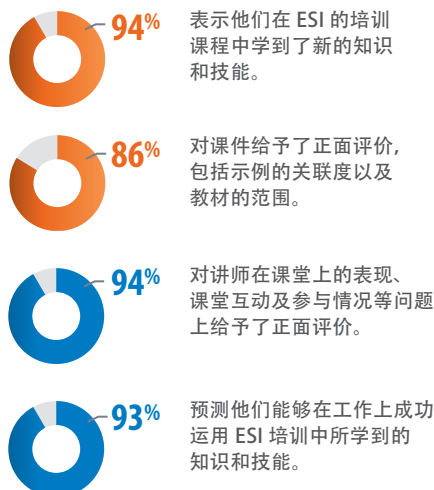 94%
表示他们在 ESI 的培训
课程中学到了新的知识
和技能。
86%
对课件给予了正面评价，
包括示例的关联度以及
教材的范围。
94%
对讲师在课堂上的表现、
课堂互动及参与情况等问题
上给予了正面评价。
93%
预测他们能够在工作上成功
运用 ESI 培训中所学到的
知识和技能。